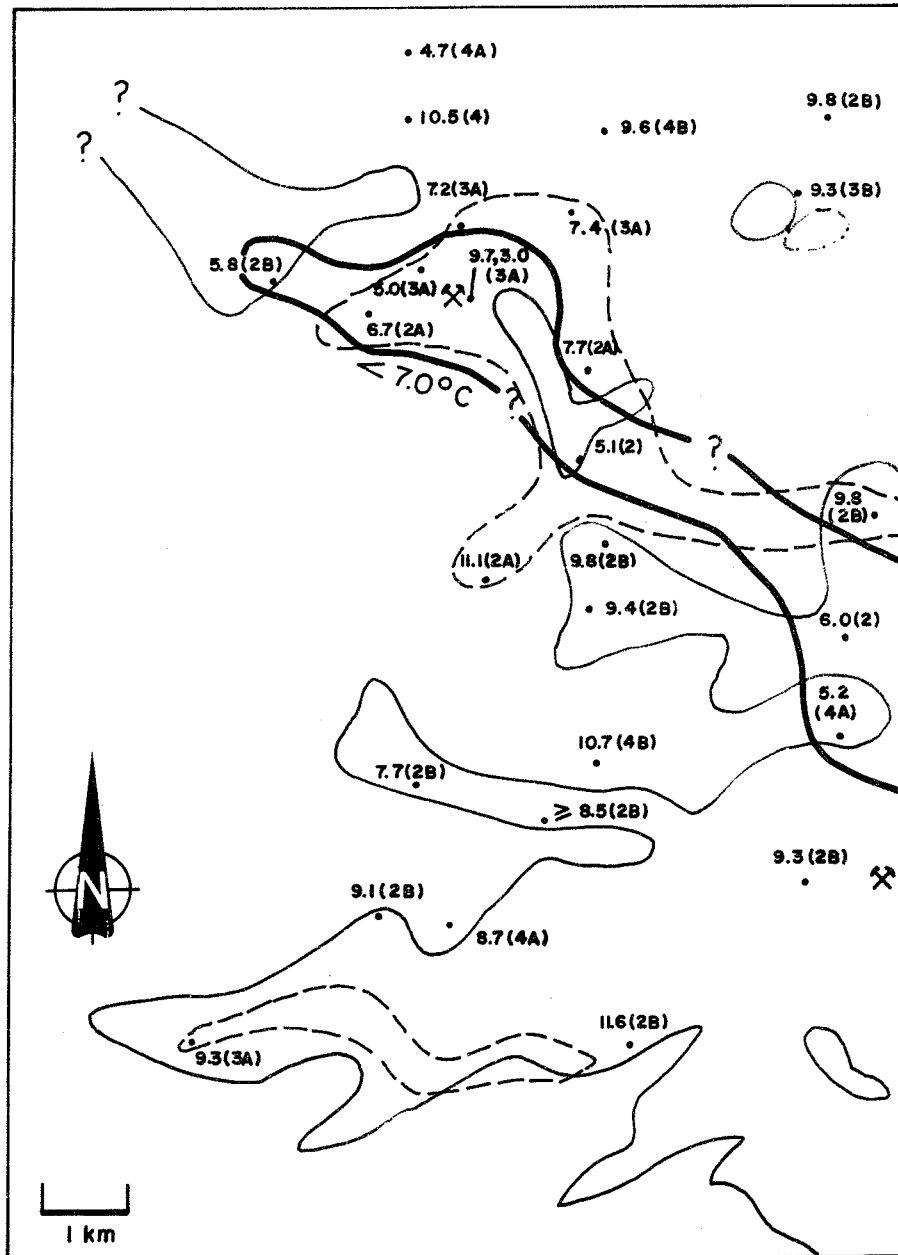 4.7(4A)
9.8(2B)
10.5(4)
9.6(4B)
?
?
7.2(3A)
9.3(3B)
7.4(3A)
9.7,3.0
(3A)
5.8(2B)
5.0(3A)
6.7(2A)
7.7(2A)
<7.0°C
?
5.1(2)
?
9.8
(2B)
11.1(2A)
9.8(2B)
9.4(2B)
6.0(2)
5.2
(4A)
10.7(4B)
7.7(2B)
≥ 8.5(2B)
9.3(2B)
N
9.1(2B)
8.7(4A)
11.6(2B)
9.3(3A)
1 km